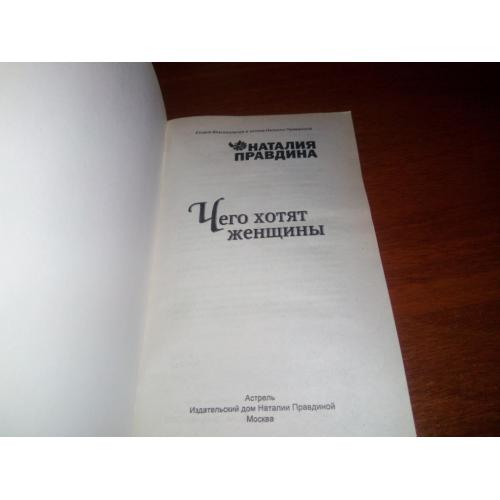 НАТАЛИЯ
ПРАВДИНА
Чего хотят
женщины
Астрель
Издательский дом Наталии Правдиной
Москва